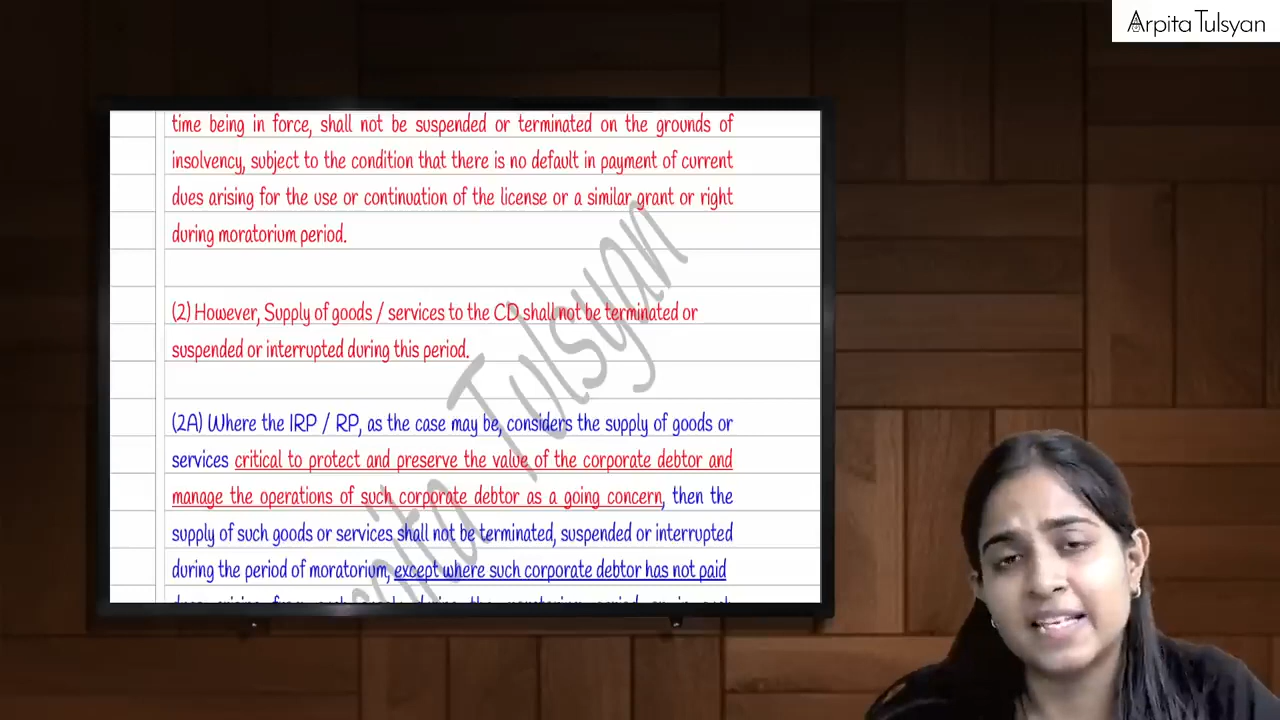 Arpita Tulsyan
time being in force, shall not be suspended or terminated on the grounds of
insolvency, subject to the condition that there is no default in payment of current
dues arising for the use or continuation of the license or a similar grant or right
during moratorium period.
(2) However, Supply of goods / services to the CD shall not be terminated or
suspended or interrupted during this period.
(2A) Where the IRP / RP, as the case may be, considers the supply of goods or
services critical to protect and preserve the value of the corporate debtor and
manage the operations of such corporate debtor as a going concern, then the
supply of such goods or services shall not be terminated, suspended or interrupted
during the period of moratorium, except where such corporate debtor has not paid
Tulsyan